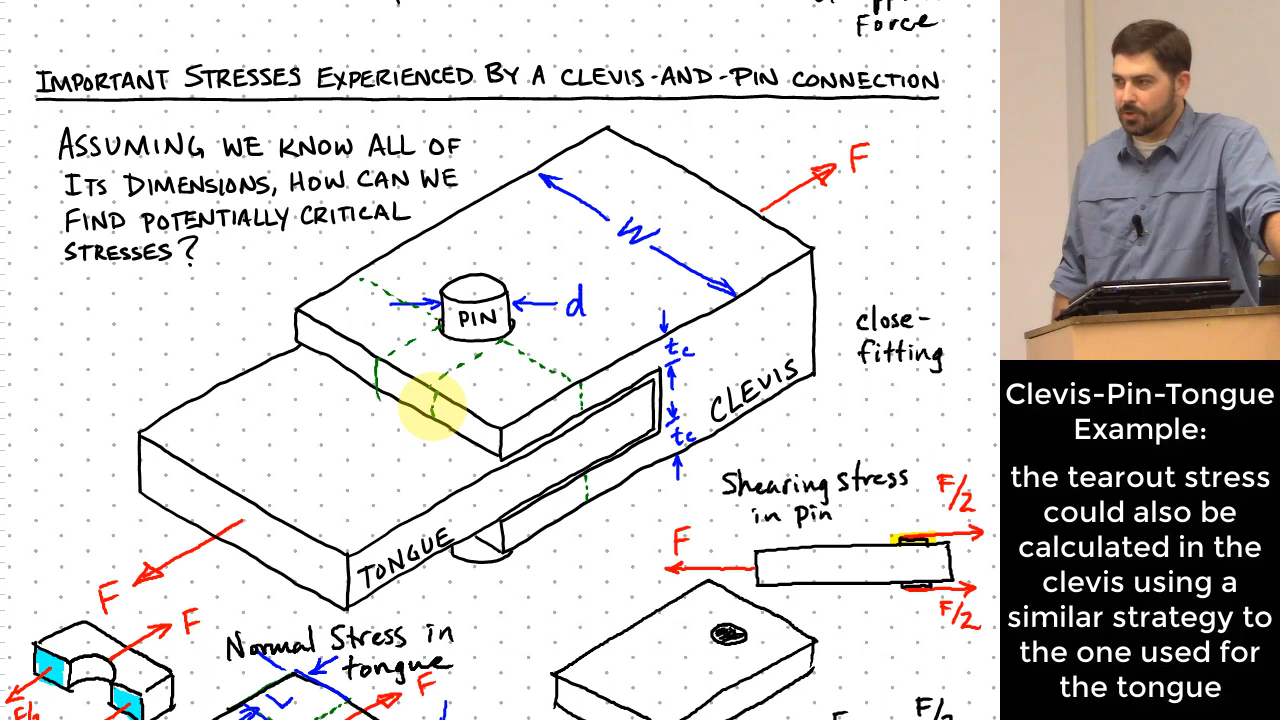 Force
IMPORTANT STRESSES EXPERIENCED BY A CLEVIS-AND-PIN CONNECTION
ASSUMING WE KNOW ALL OF
ITS DIMENSIONS, HOW CAN WE
FIND POTENTIALLY CRITICAL
STRESSES?
F
W
PIN
d
close-
fitting
tc
CLEVIS
tc
Shearing stress
in pin
F/2
F
F/2
TONGUE
F
F
Normal Stress in
tongue
F
L
F/2
F
F/2
Clevis-Pin-Tongue
Example:
the tearout stress
could also be
calculated in the
clevis using a
similar strategy to
the one used for
the tongue